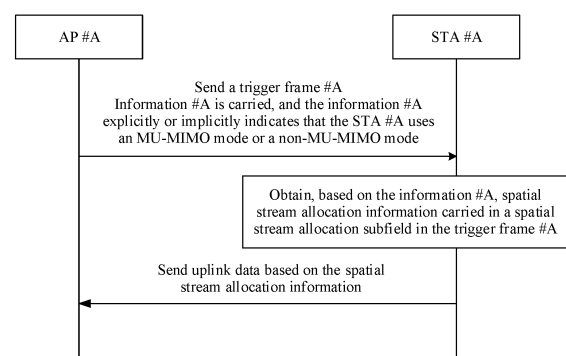 AP #A
STA #A
Send a trigger frame #A
Information #A is carried, and the information #A
explicitly or implicitly indicates that the STA #A uses
an MU-MIMO mode or a non-MU-MIMO mode
Obtain, based on the information #A, spatial
stream allocation information carried in a spatial
stream allocation subfield in the trigger frame #A
Send uplink data based on the spatial
stream allocation information